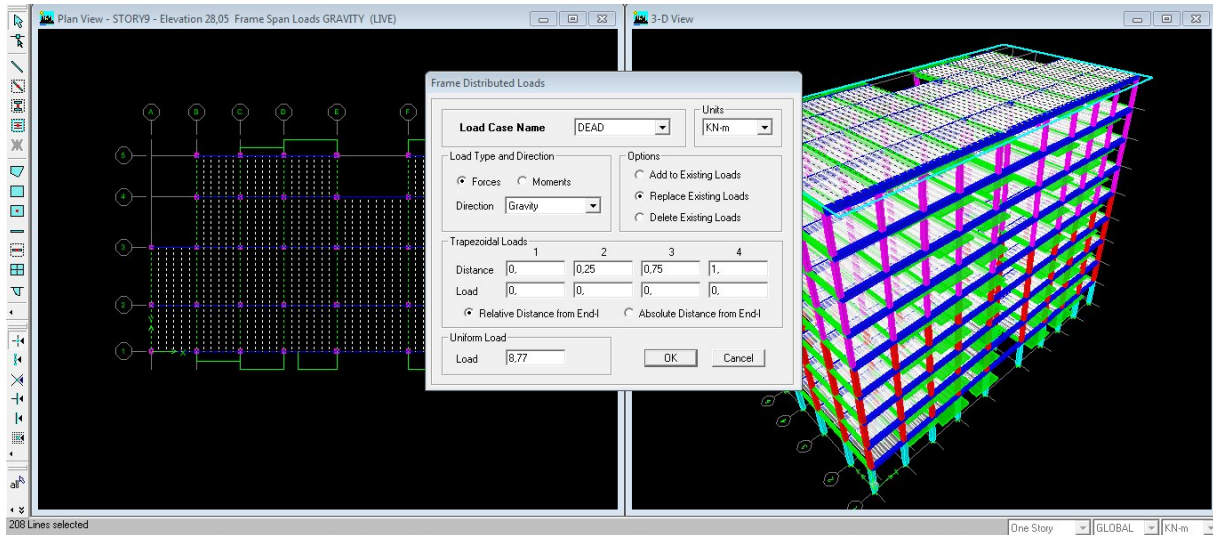 Plan View - STORY9 - Elevation 28,05 Frame Span Loads GRAVITY (LIVE)
3-D View
Frame Distributed Loads
Load Case Name DEAD
Units
KN-m
Load Type and Direction
Forces Moments
Direction Gravity
Options
Add to Existing Loads
Replace Existing Loads
Delete Existing Loads
Trapezoidal Loads
1 2 3 4
Distance 0, 0,25 0,75 1,
Load 0, 0, 0, 0,
Relative Distance from End-I Absolute Distance from End-I
Uniform Load
Load 8,77
OK Cancel
A B C D E F
5
4
3
2
1
X
all
208 Lines selected
One Story GLOBAL KN-m